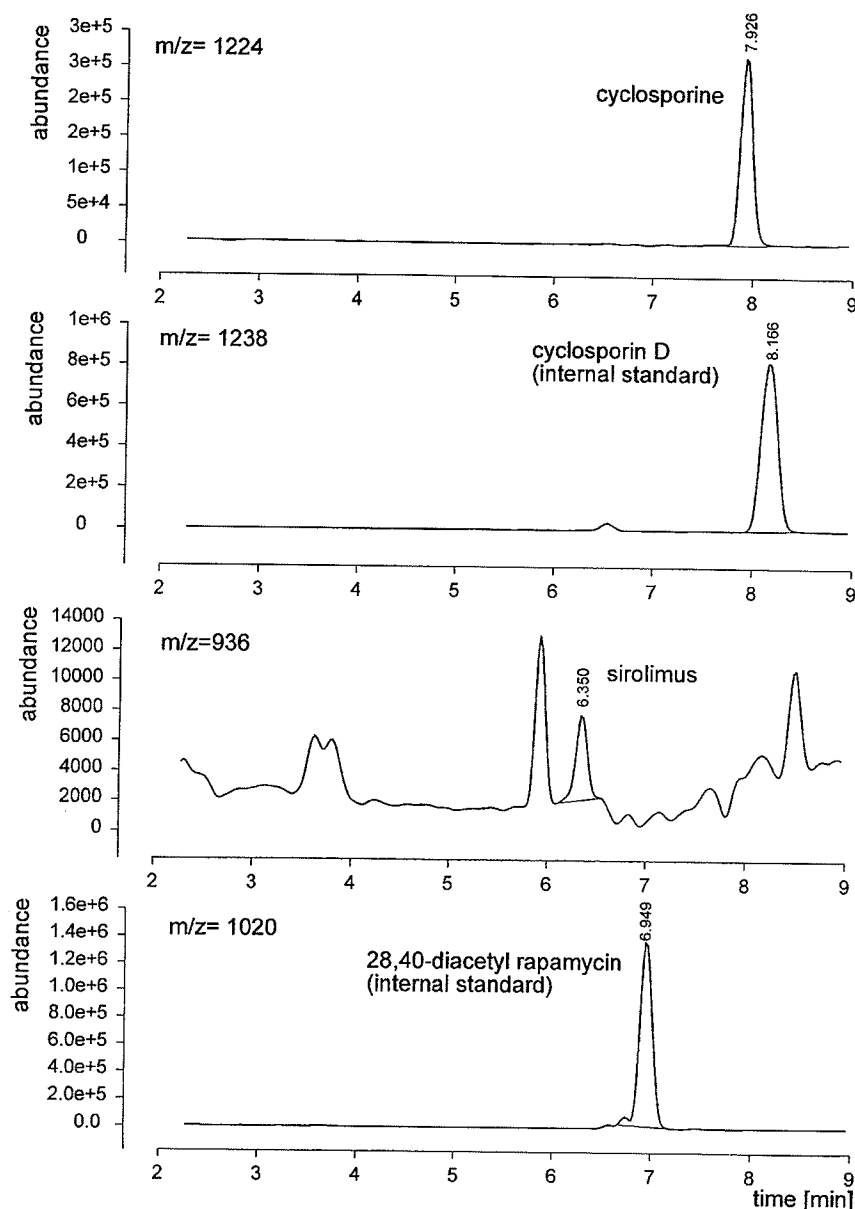 abundance
3e+5
3e+5
2e+5
2e+5
1e+5
5e+4
0
m/z= 1224
cyclosporine
7.926
2 3 4 5 6 7 8 9
abundance
1e+6
8e+5
6e+5
4e+5
2e+5
0
m/z= 1238
cyclosporin D
(internal standard)
8.166
2 3 4 5 6 7 8 9
abundance
14000
12000
10000
8000
6000
4000
2000
0
m/z=936
sirolimus
6.350
2 3 4 5 6 7 8 9
abundance
1.6e+6
1.4e+6
1.2e+6
1.0e+6
8.0e+5
6.0e+5
4.0e+5
2.0e+5
0.0
m/z= 1020
28,40-diacetyl rapamycin
(internal standard)
6.949
2 3 4 5 6 7 8 9
time [min]